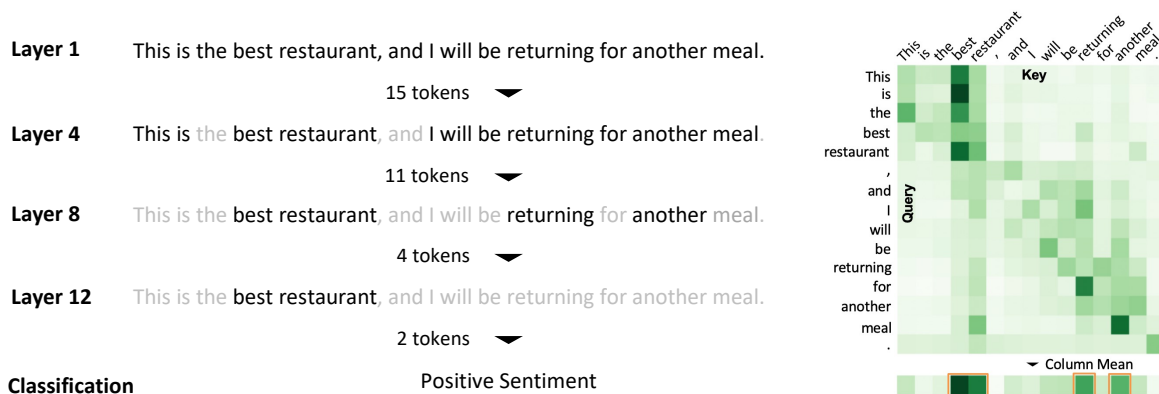 Layer 1 This is the best restaurant, and I will be returning for another meal.
15 tokens
Layer 4 This is the best restaurant, and I will be returning for another meal.
11 tokens
Layer 8 This is the best restaurant, and I will be returning for another meal.
4 tokens
Layer 12 This is the best restaurant, and I will be returning for another meal.
2 tokens
Classification Positive Sentiment
This is the best restaurant , and I will be returning for another meal .
Key
Query
This
is
the
best
restaurant
,
and
I
will
be
returning
for
another
meal
.
Column Mean